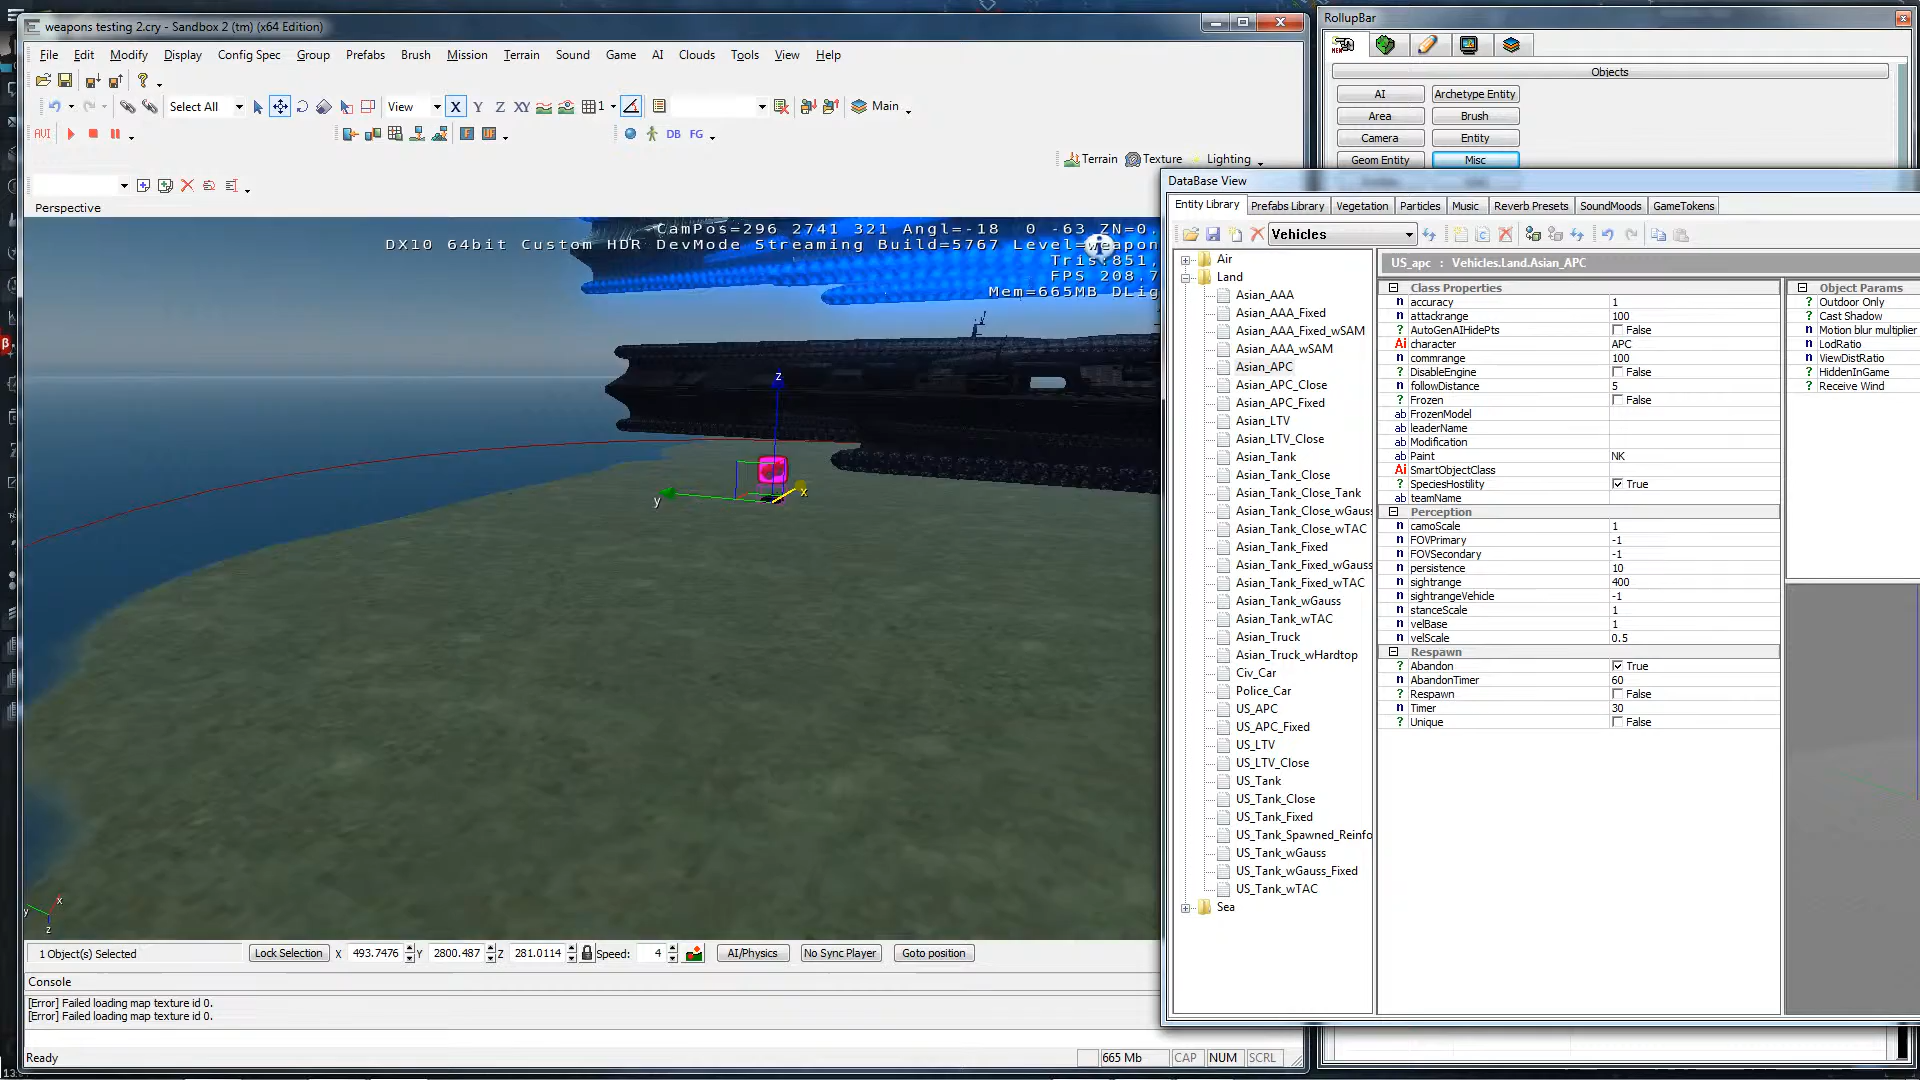 weapons testing 2.cry - Sandbox 2 (tm) (x64 Edition)
File Edit Modify Display Config Spec Group Prefabs Brush Mission Terrain Sound Game AI Clouds Tools View Help
Select All View X Y Z XY 1 Main
AVI DB FG
Terrain Texture Lighting
Perspective
CamPos=296 2741 321 Angl=-18 0 -63 ZN=0.
DX10 64bit Custom HDR DevMode Streaming Build=5767 Level=weapon
Tris:851,
FPS 208.7
Mem=665MB DLig
z
y
x
x
y
z
1 Object(s) Selected Lock Selection X 493.7476 Y 2800.487 Z 281.0114 Speed: 4 AI/Physics No Sync Player Goto position
Console
[Error] Failed loading map texture id 0.
[Error] Failed loading map texture id 0.
Ready 665 Mb CAP NUM SCRL
RollupBar
Objects
AI Archetype Entity
Area Brush
Camera Entity
Geom Entity Misc
DataBase View
Entity Library Prefabs Library Vegetation Particles Music Reverb Presets SoundMoods GameTokens
Vehicles
Air
Land
Asian_AAA
Asian_AAA_Fixed
Asian_AAA_Fixed_wSAM
Asian_AAA_wSAM
Asian_APC
Asian_APC_Close
Asian_APC_Fixed
Asian_LTV
Asian_LTV_Close
Asian_Tank
Asian_Tank_Close
Asian_Tank_Close_Tank
Asian_Tank_Close_wGauss
Asian_Tank_Close_wTAC
Asian_Tank_Fixed
Asian_Tank_Fixed_wGauss
Asian_Tank_Fixed_wTAC
Asian_Tank_wGauss
Asian_Tank_wTAC
Asian_Truck
Asian_Truck_wHardtop
Civ_Car
Police_Car
US_APC
US_APC_Fixed
US_LTV
US_LTV_Close
US_Tank
US_Tank_Close
US_Tank_Fixed
US_Tank_Spawned_Reinfo
US_Tank_wGauss
US_Tank_wGauss_Fixed
US_Tank_wTAC
Sea
US_apc : Vehicles.Land.Asian_APC
Class Properties
accuracy 1
attackrange 100
AutoGenAIHidePts False
character APC
commrange 100
DisableEngine False
followDistance 5
Frozen False
FrozenModel
leaderName
Modification
Paint NK
SmartObjectClass
SpeciesHostility True
teamName
Perception
camoScale 1
FOVPrimary -1
FOVSecondary -1
persistence 10
sightrange 400
sightrangeVehicle -1
stanceScale 1
velBase 1
velScale 0.5
Respawn
Abandon True
AbandonTimer 60
Respawn False
Timer 30
Unique False
Object Params
Outdoor Only
Cast Shadow
Motion blur multiplier
LodRatio
ViewDistRatio
HiddenInGame
Receive Wind